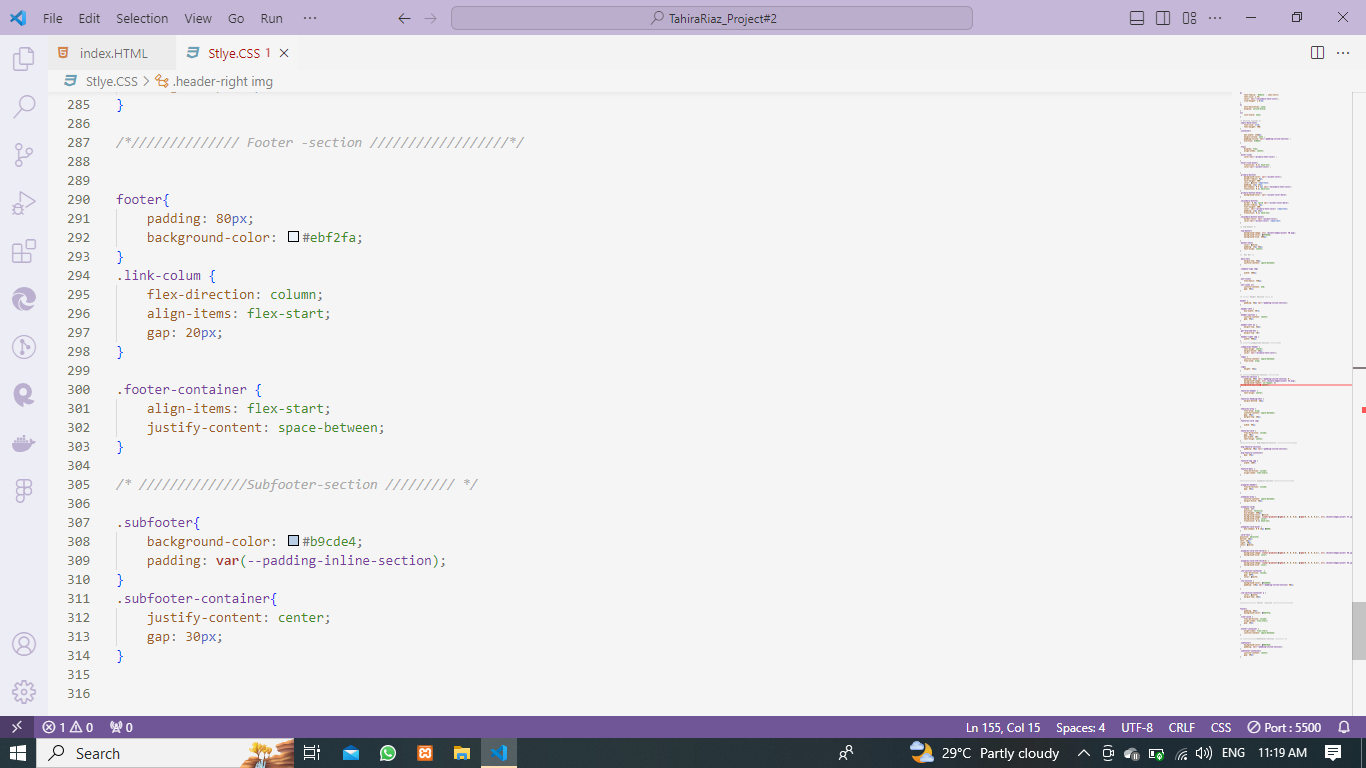 File Edit Selection View Go Run ···
TahiraRiaz_Project#2
index.HTML
Stlye.CSS 1
Stlye.CSS > .header-right img
285 }
286
287 /*////////////// Footer -section //////////////////*/
288
289
290 footer{
291 padding: 80px;
292 background-color: #ebf2fa;
293 }
294 .link-colum {
295 flex-direction: column;
296 align-items: flex-start;
297 gap: 20px;
298 }
299
300 .footer-container {
301 align-items: flex-start;
302 justify-content: space-between;
303 }
304
305 /* //////////////Subfooter-section ///////// */
306
307 .subfooter{
308 background-color: #b9cde4;
309 padding: var(--padding-inline-section);
310 }
311 .subfooter-container{
312 justify-content: center;
313 gap: 30px;
314 }
315
316
1 0 0 Ln 155, Col 15 Spaces: 4 UTF-8 CRLF CSS Port : 5500
Search 29°C Partly cloudy ENG 11:19 AM